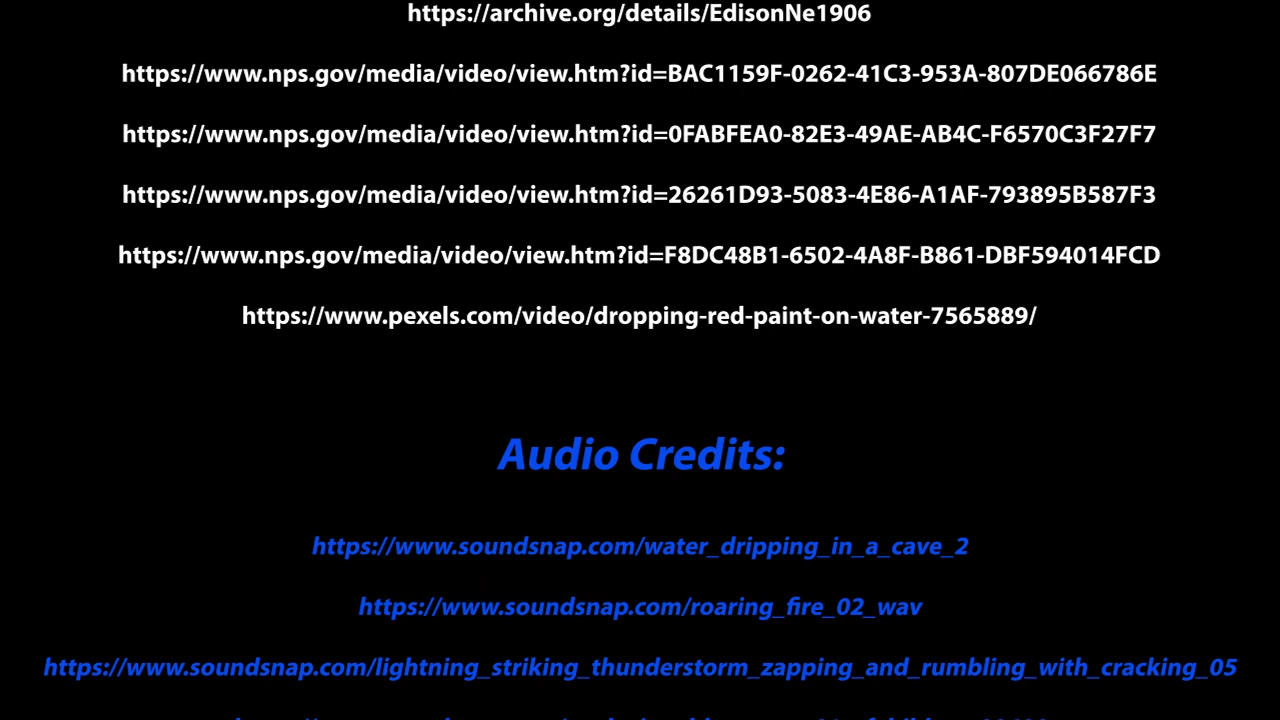 https://archive.org/details/EdisonNe1906
https://www.nps.gov/media/video/view.htm?id=BAC1159F-0262-41C3-953A-807DE066786E
https://www.nps.gov/media/video/view.htm?id=0FABFEA0-82E3-49AE-AB4C-F6570C3F27F7
https://www.nps.gov/media/video/view.htm?id=26261D93-5083-4E86-A1AF-793895B587F3
https://www.nps.gov/media/video/view.htm?id=F8DC48B1-6502-4A8F-B861-DBF594014FCD
https://www.pexels.com/video/dropping-red-paint-on-water-7565889/
Audio Credits:
https://www.soundsnap.com/water_dripping_in_a_cave_2
https://www.soundsnap.com/roaring_fire_02_wav
https://www.soundsnap.com/lightning_striking_thunderstorm_zapping_and_rumbling_with_cracking_05